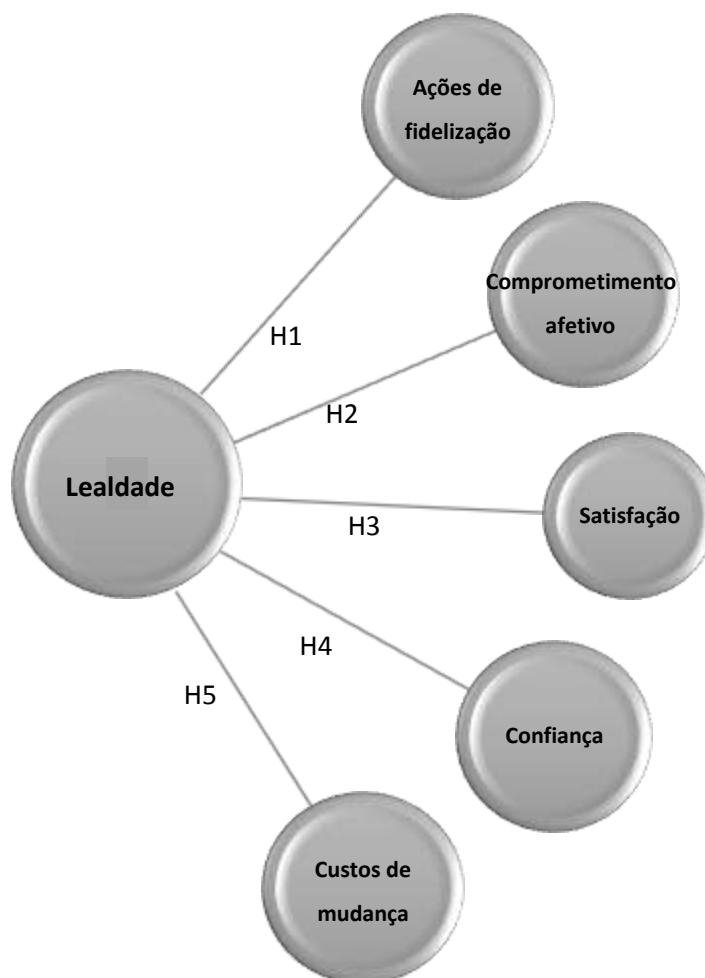 Ações de
fidelização
Comprometimento
afetivo
H1
H2
Lealdade
Satisfação
H3
H4
H5
Confiança
Custos de
mudança